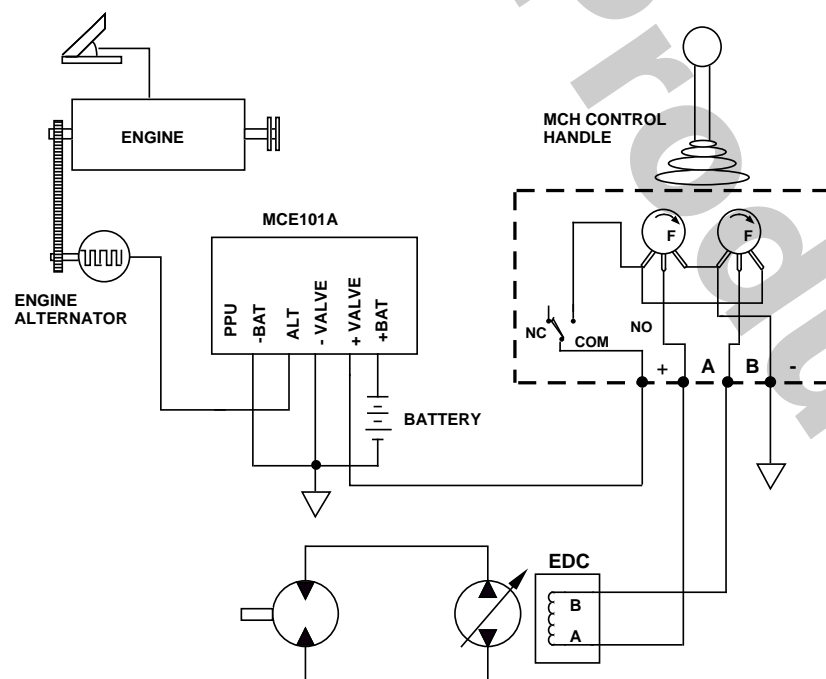 ENGINE
MCH CONTROL
HANDLE
F
F
MCE101A
PPU
-BAT
ALT
- VALVE
+ VALVE
+BAT
ENGINE
ALTERNATOR
NC
COM
NO
+
A
B
-
BATTERY
EDC
B
A